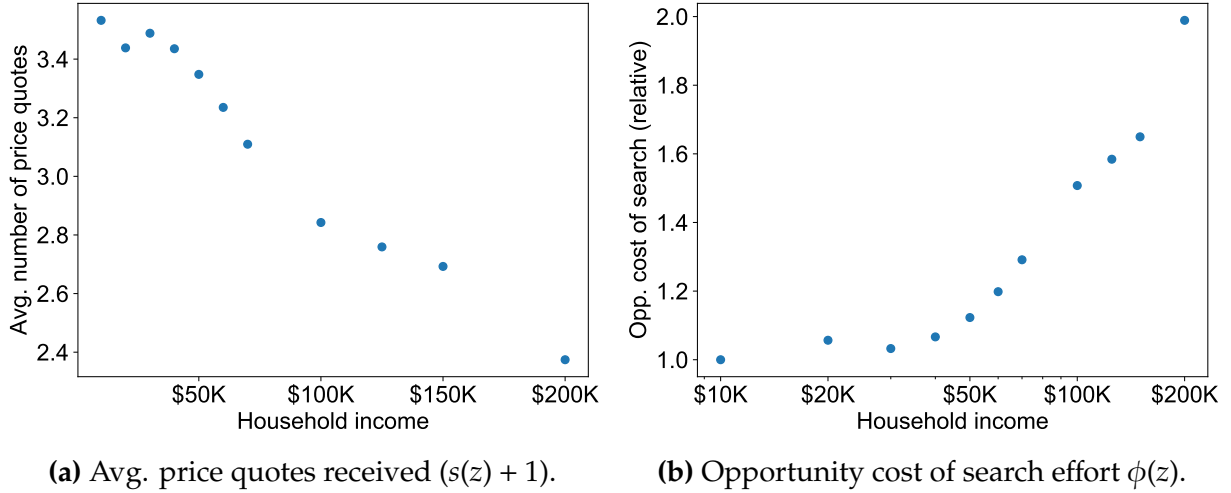 Avg. number of price quotes
3.4
3.2
3.0
2.8
2.6
2.4
$50K
$100K
$150K
$200K
Household income
(a) Avg. price quotes received (s(z) + 1).
Opp. cost of search (relative)
2.0
1.8
1.6
1.4
1.2
1.0
$10K
$20K
$50K
$100K
$200K
Household income
(b) Opportunity cost of search effort ϕ(z).